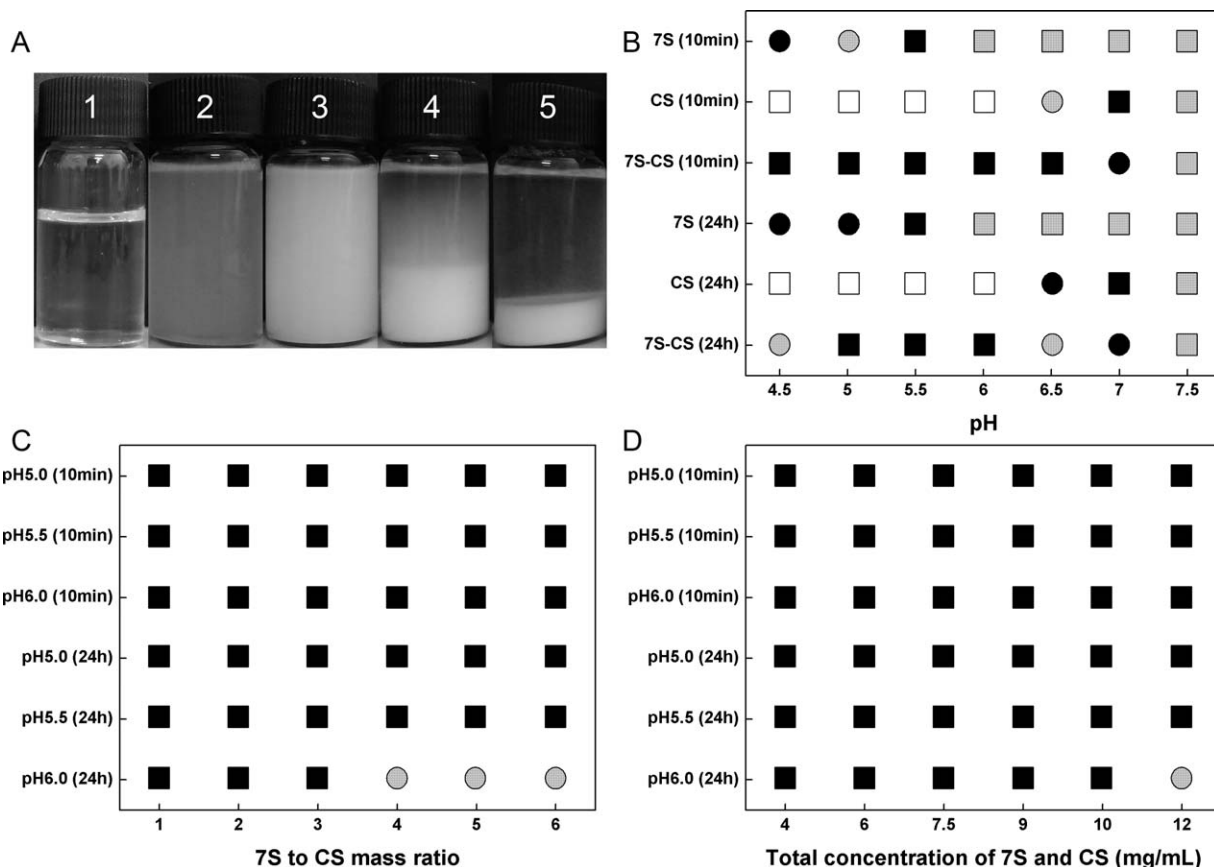 A
1 2 3 4 5
B
7S (10min)
CS (10min)
7S-CS (10min)
7S (24h)
CS (24h)
7S-CS (24h)
4.5 5 5.5 6 6.5 7 7.5
pH
C
pH5.0 (10min)
pH5.5 (10min)
pH6.0 (10min)
pH5.0 (24h)
pH5.5 (24h)
pH6.0 (24h)
1 2 3 4 5 6
7S to CS mass ratio
D
pH5.0 (10min)
pH5.5 (10min)
pH6.0 (10min)
pH5.0 (24h)
pH5.5 (24h)
pH6.0 (24h)
4 6 7.5 9 10 12
Total concentration of 7S and CS (mg/mL)